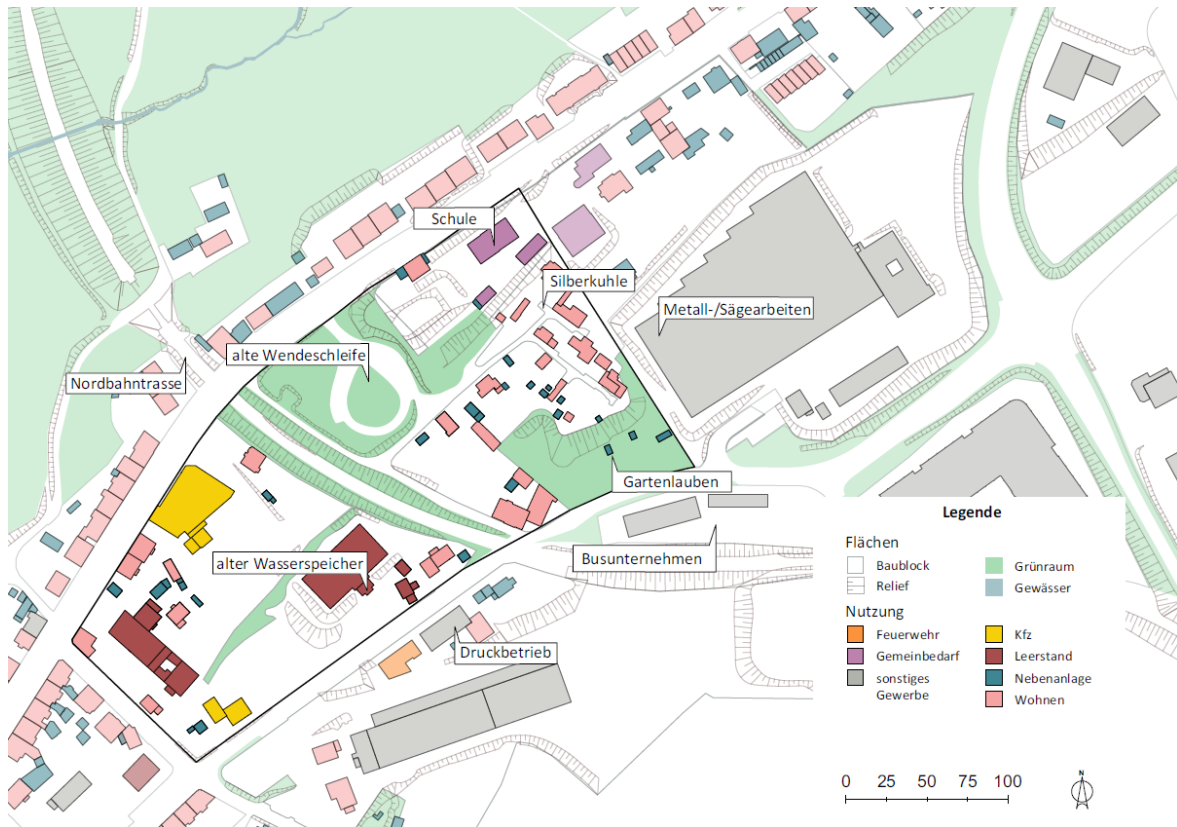 Schule
Silberkuhle
Metall-/Sägearbeiten
alte Wendeschleife
Nordbahntrasse
Gartenlauben
alter Wasserspeicher
Busunternehmen
Druckbetrieb
Legende
Flächen
Baublock
Relief
Grünraum
Gewässer
Nutzung
Feuerwehr
Gemeinbedarf
sonstiges
Gewerbe
Kfz
Leerstand
Nebenanlage
Wohnen
0 25 50 75 100
N